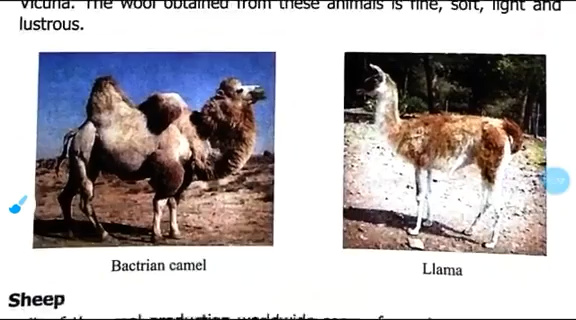 Vicuna. The wool obtained from these animals is fine, soft, light and
lustrous.
Bactrian camel
Llama
Sheep